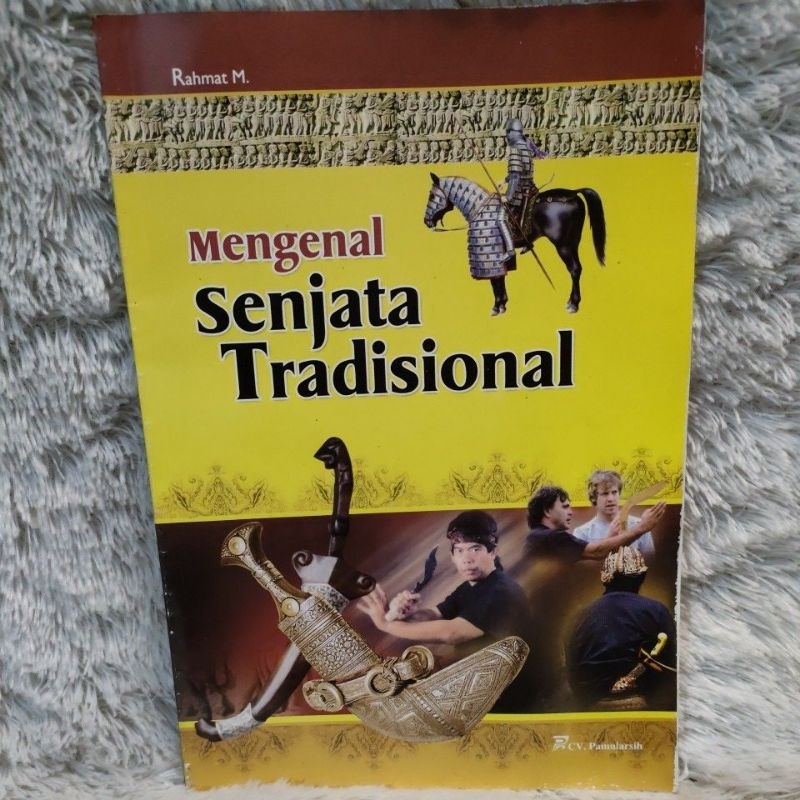 Rahmat M.
Mengenal
Senjata
Tradisional
CV. Pamularsih